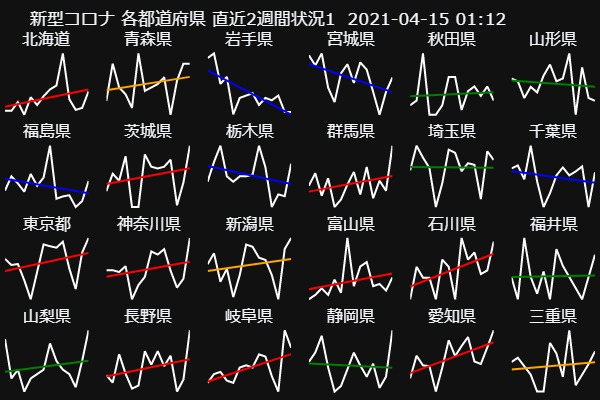 新型コロナ 各都道府県 直近2週間状況1 2021-04-15 01:12
北海道 青森県 岩手県 宮城県 秋田県 山形県
福島県 茨城県 栃木県 群馬県 埼玉県 千葉県
東京都 神奈川県 新潟県 富山県 石川県 福井県
山梨県 長野県 岐阜県 静岡県 愛知県 三重県